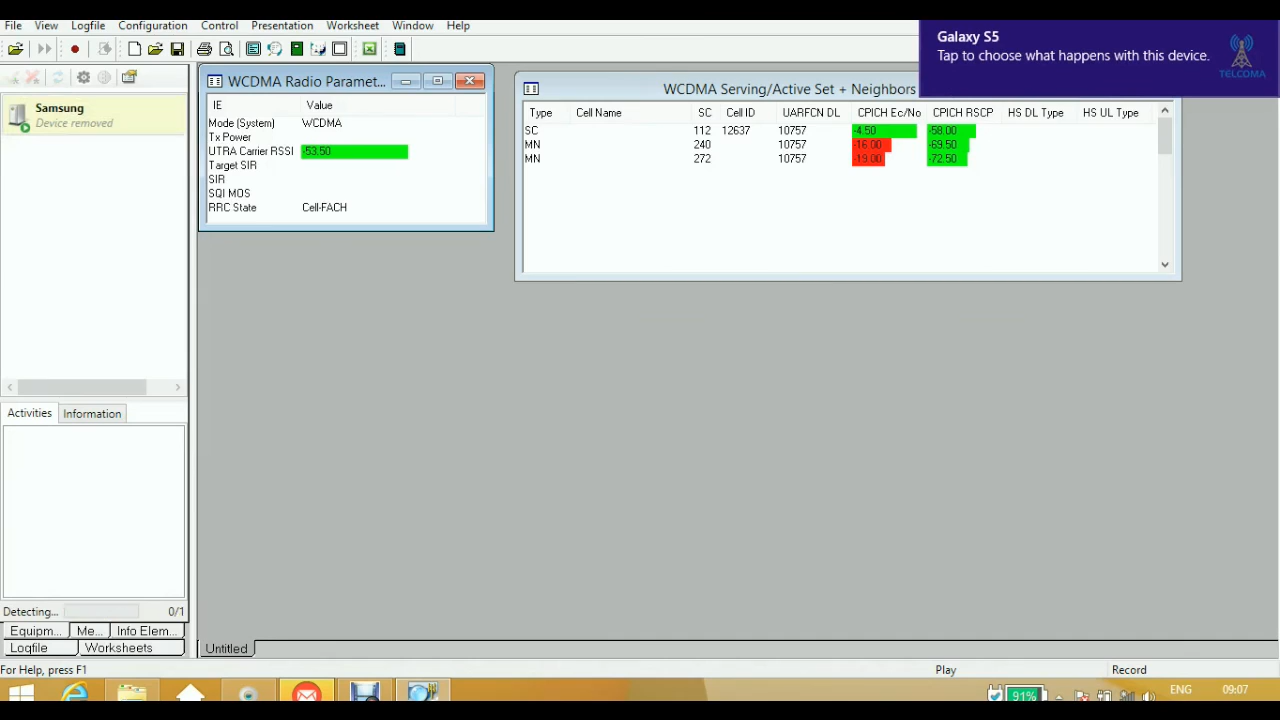 File View Logfile Configuration Control Presentation Worksheet Window Help
Galaxy S5
Tap to choose what happens with this device.
TELCOMA
Samsung
Device removed
WCDMA Radio Paramet...
IE Value
Mode (System) WCDMA
Tx Power
UTRA Carrier RSSI -53.50
Target SIR
SIR
SQI MOS
RRC State Cell-FACH
WCDMA Serving/Active Set + Neighbors
Type Cell Name SC Cell ID UARFCN DL CPICH Ec/No CPICH RSCP HS DL Type HS UL Type
SC 112 12637 10757 -4.50 -58.00
MN 240 10757 -16.00 -69.50
MN 272 10757 -19.00 -72.50
Activities Information
Detecting... 0/1
Equipm... Me... Info Elem...
Logfile Worksheets
Untitled
For Help, press F1
Play Record
91% ENG 09:07